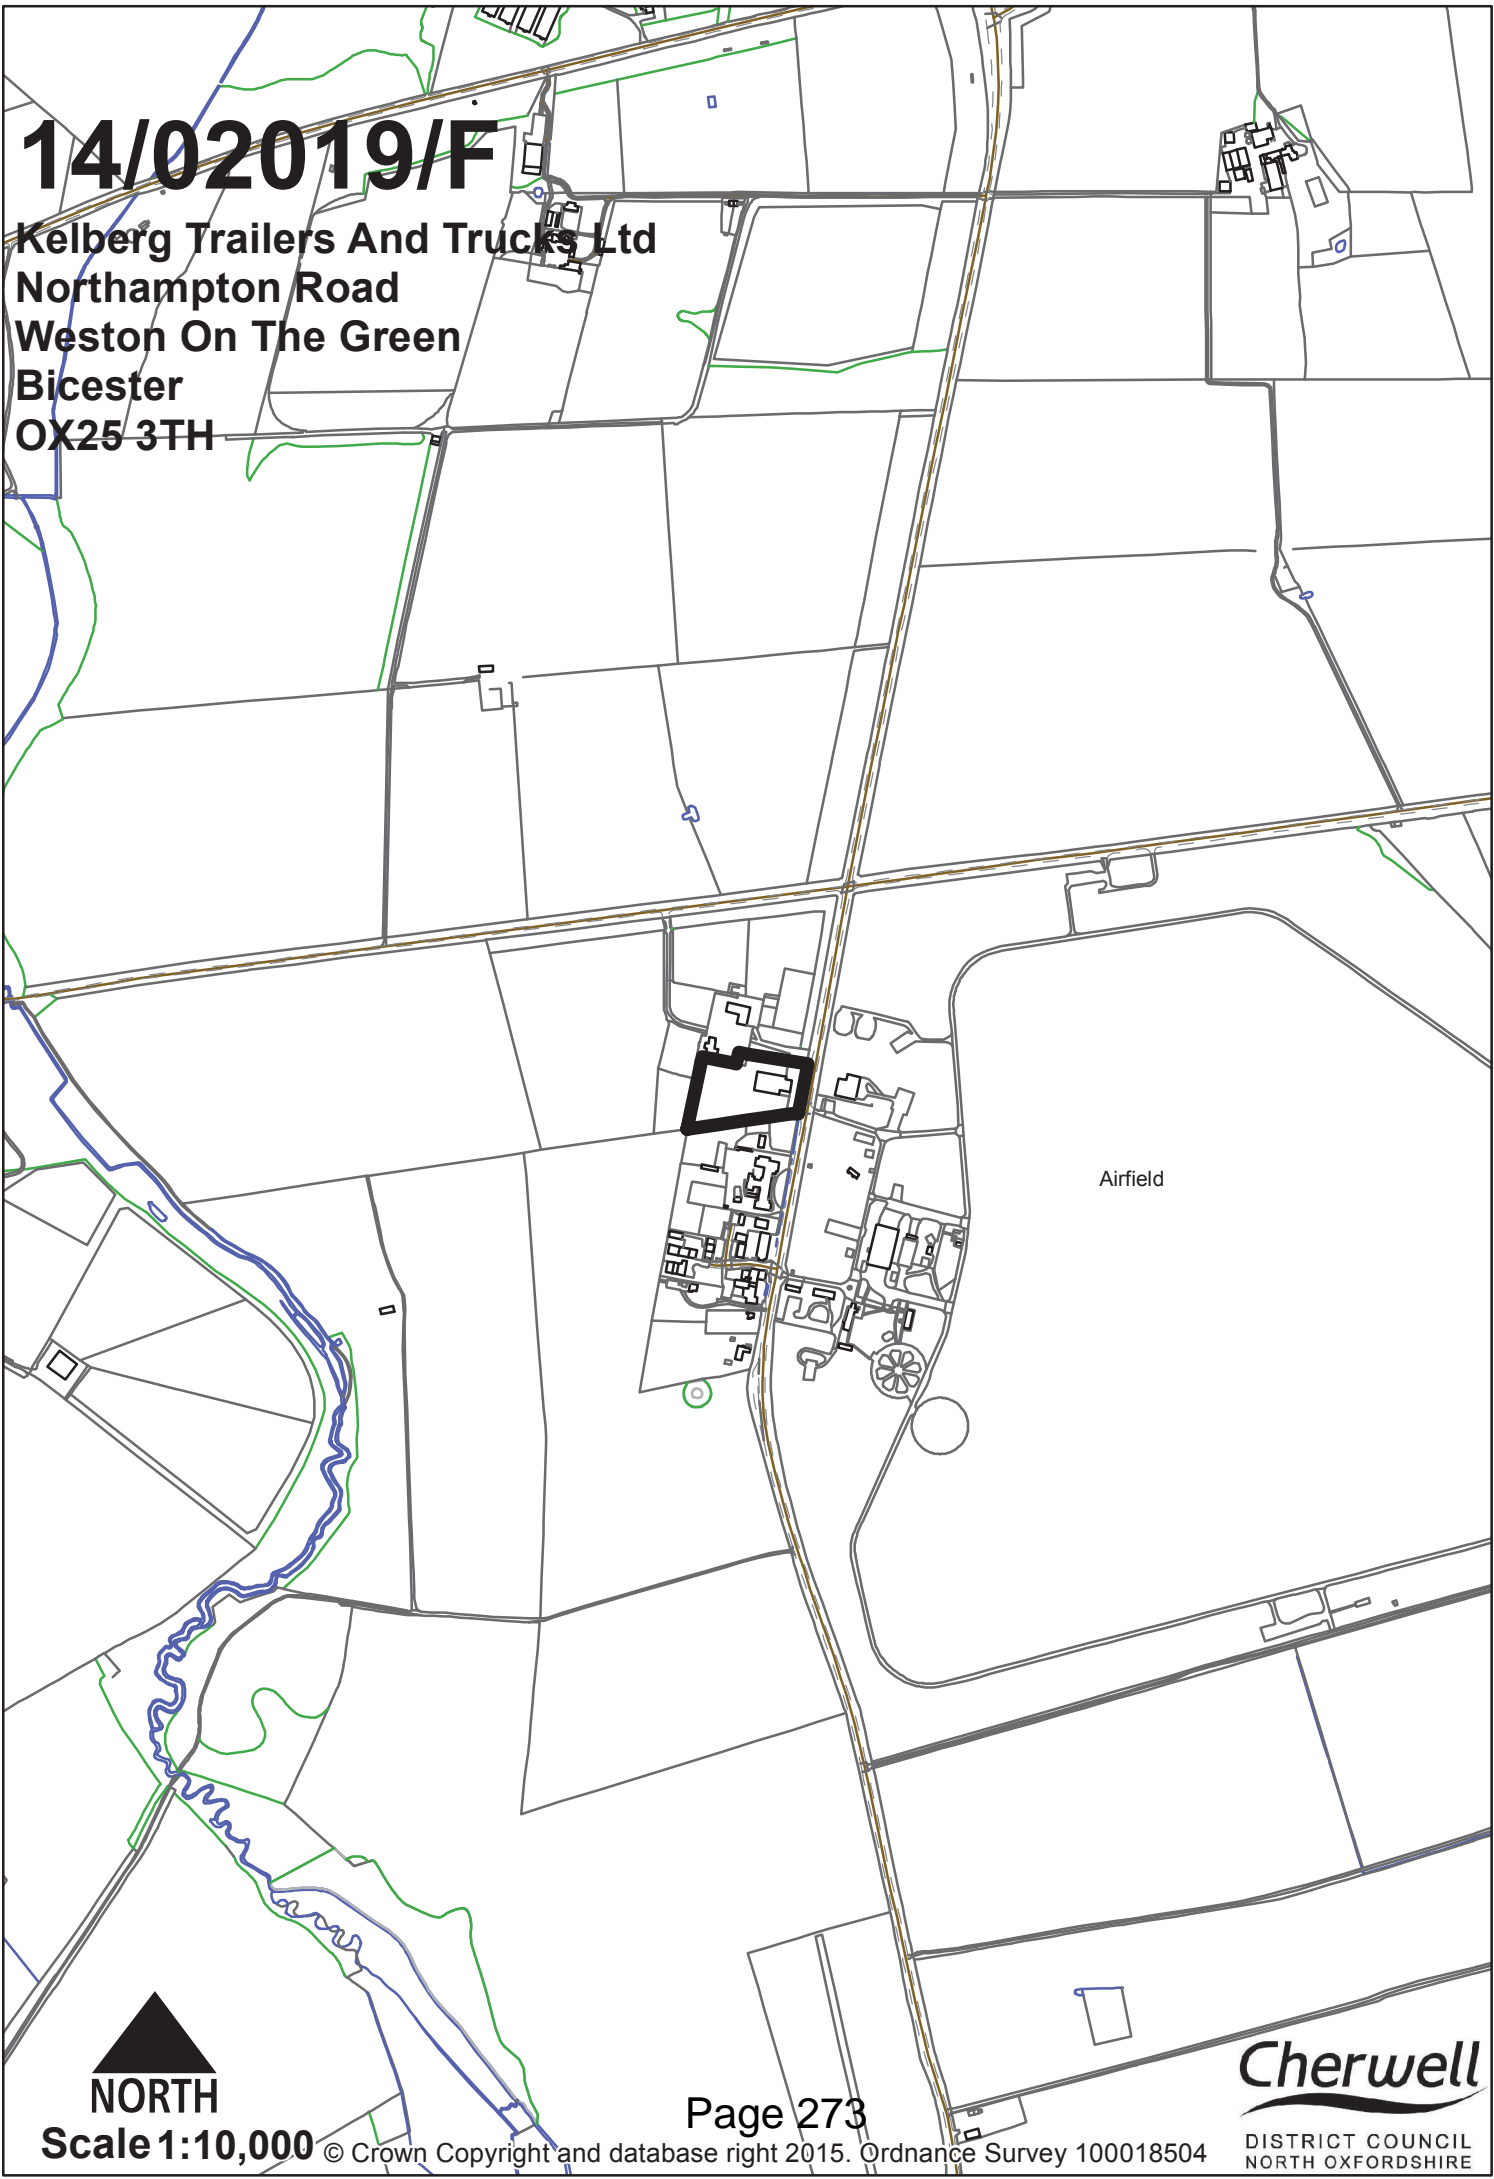 14/02019/F
Kelberg Trailers And Trucks Ltd
Northampton Road
Weston On The Green
Bicester
OX25 3TH
Airfield
NORTH
Scale 1:10,000
Page 273
© Crown Copyright and database right 2015. Ordnance Survey 100018504
Cherwell
DISTRICT COUNCIL
NORTH OXFORDSHIRE